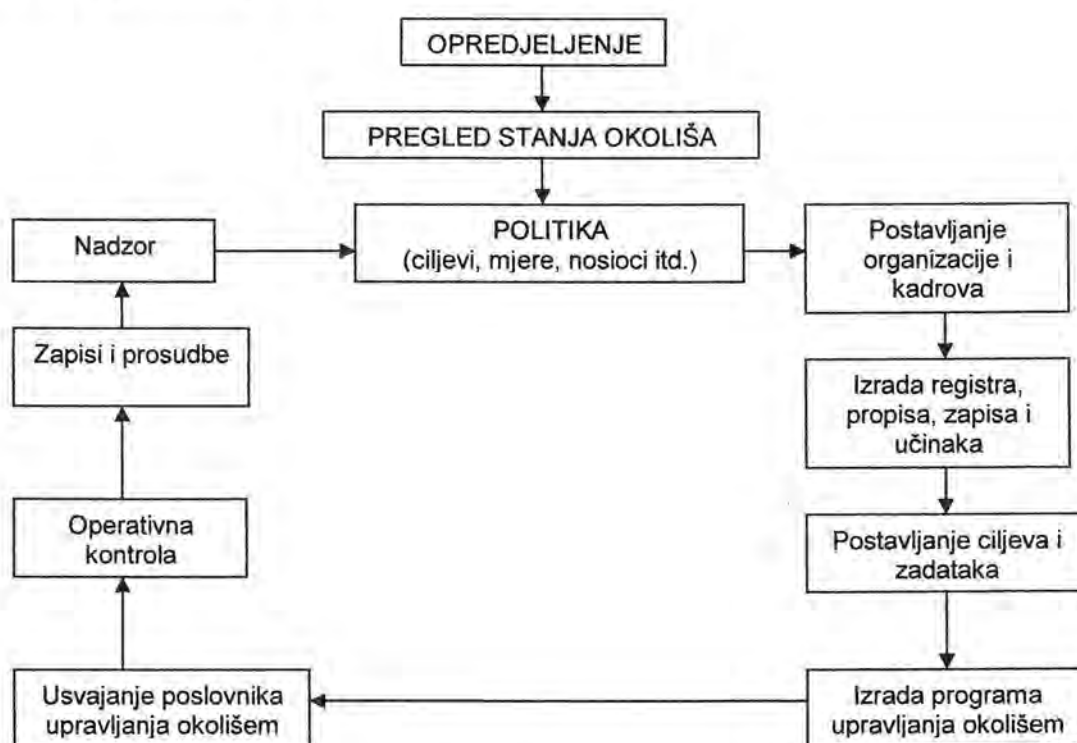 OPREDJELJENJE
PREGLED STANJA OKOLIŠA
POLITIKA
(ciljevi, mjere, nosioci itd.)
Postavljanje
organizacije i
kadrova
Izrada registra,
propisa, zapisa i
učinaka
Postavljanje ciljeva i
zadataka
Izrada programa
upravljanja okolišem
Usvajanje poslovnika
upravljanja okolišem
Operativna
kontrola
Zapisi i prosudbe
Nadzor